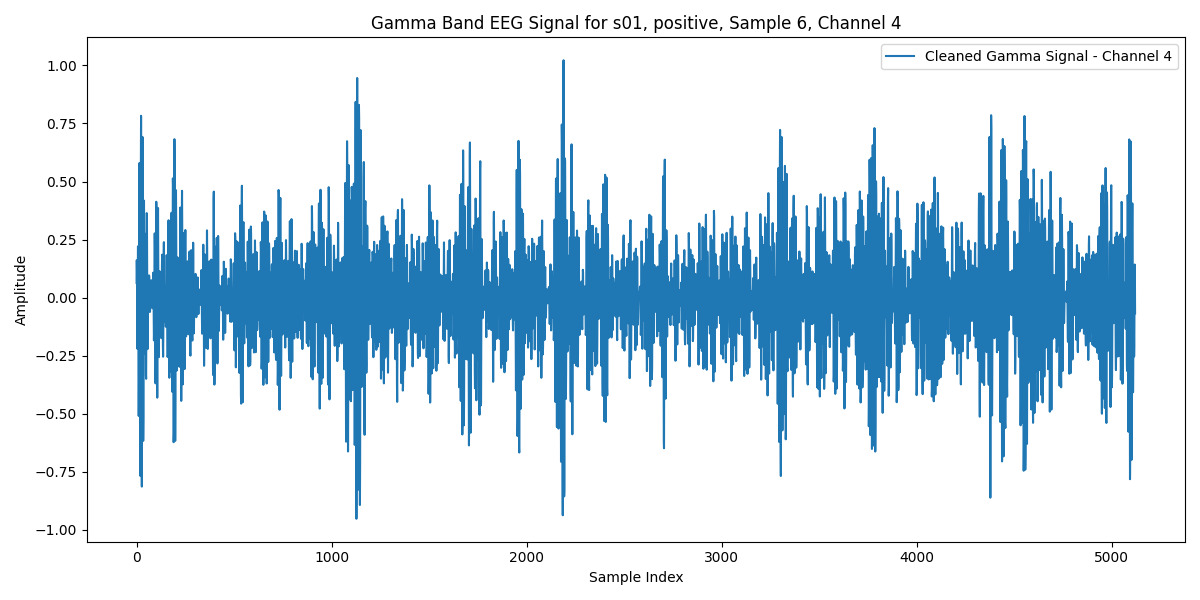 Gamma Band EEG Signal for s01, positive, Sample 6, Channel 4
Cleaned Gamma Signal - Channel 4
Amplitude
1.00
0.75
0.50
0.25
0.00
−0.25
−0.50
−0.75
−1.00
0 1000 2000 3000 4000 5000
Sample Index